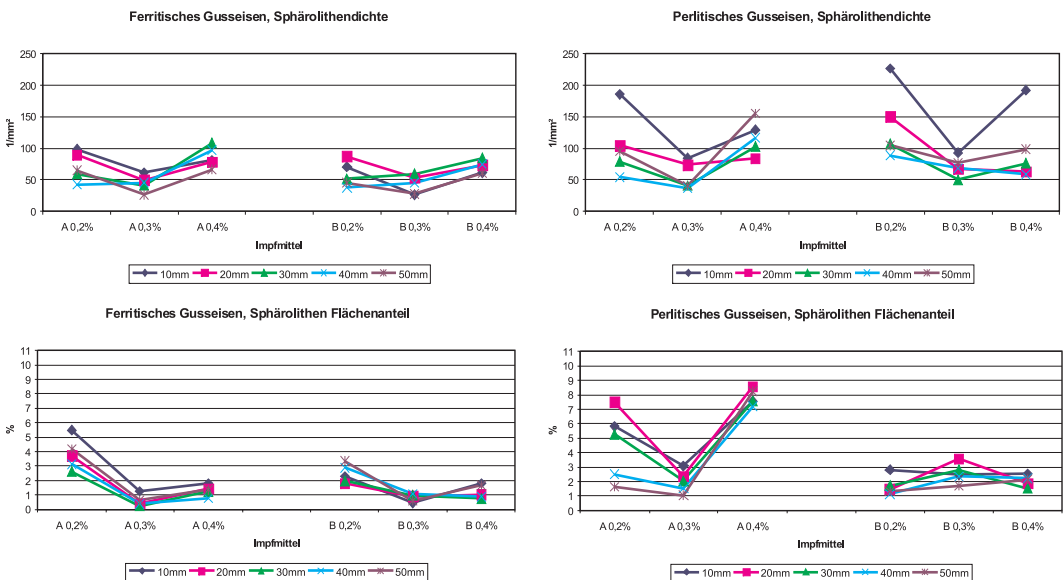 Ferritisches Gusseisen, Sphärolithendichte
250
200
150
100
50
0
1/mm²
A 0,2% A 0,3% A 0,4% B 0,2% B 0,3% B 0,4%
Impfmittel
10mm 20mm 30mm 40mm 50mm
Perlitisches Gusseisen, Sphärolithendichte
250
200
150
100
50
0
1/mm²
A 0,2% A 0,3% A 0,4% B 0,2% B 0,3% B 0,4%
Impfmittel
10mm 20mm 30mm 40mm 50mm
Ferritisches Gusseisen, Sphärolithen Flächenanteil
11
10
9
8
7
6
5
4
3
2
1
0
%
A 0,2% A 0,3% A 0,4% B 0,2% B 0,3% B 0,4%
Impfmittel
10mm 20mm 30mm 40mm 50mm
Perlitisches Gusseisen, Sphärolithen Flächenanteil
11
10
9
8
7
6
5
4
3
2
1
0
%
A 0,2% A 0,3% A 0,4% B 0,2% B 0,3% B 0,4%
Impfmittel
10mm 20mm 30mm 40mm 50mm